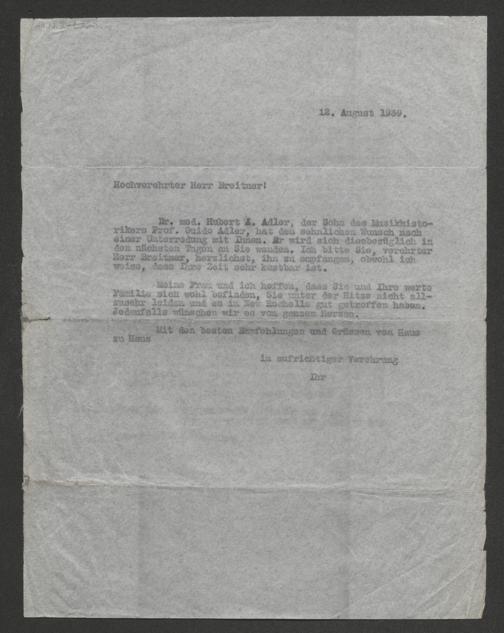 12. August 1939.
Hochverehrter Herr Breitner!
Dr. med. Hubert J. Adler, der Sohn des Musikhisto-
rikers Prof. Guido Adler, hat den sehnlichen Wunsch nach
einer Unterredung mit Ihnen. Er wird sich diesbezüglich in
den nächsten Tagen an Sie wenden. Ich bitte Sie, verehrter
Herr Breitner, herzlichst, ihn zu empfangen, obwohl ich
weiss, dass Ihre Zeit sehr kostbar ist.
Meine Frau und ich hoffen, dass Sie und Ihre werte
Familie sich wohl befinden, Sie unter der Hitze nicht all-
zusehr leiden und es in New Rochelle gut getroffen haben.
Jedenfalls wünschen wir es von ganzem Herzen.
Mit den besten Empfehlungen und Grüssen von Haus
zu Haus
in aufrichtiger Verehrung
Ihr